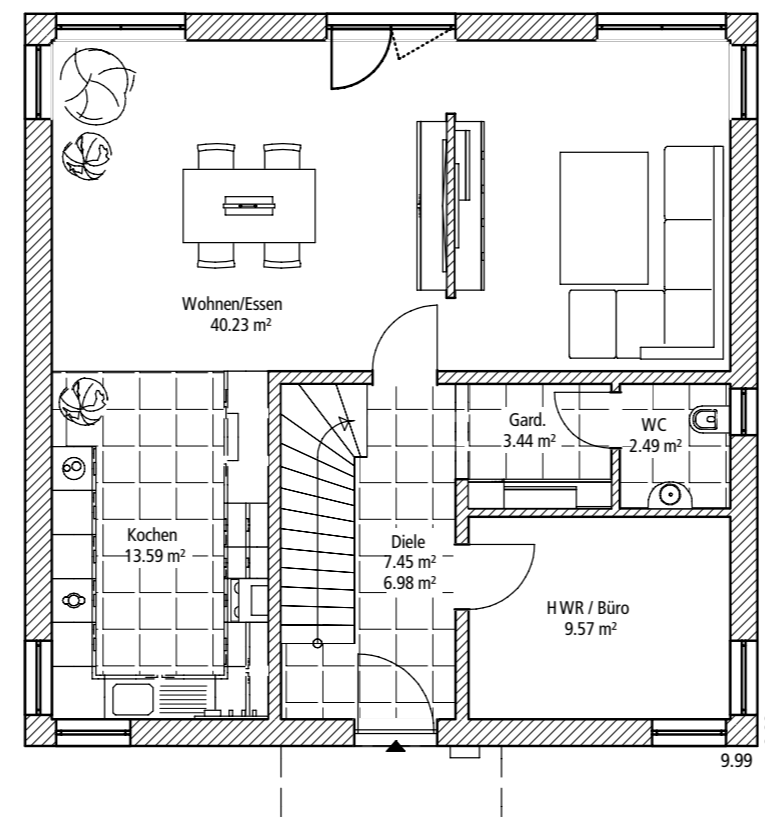 Wohnen/Essen
40.23 m²
Gard.
3.44 m²
WC
2.49 m²
Kochen
13.59 m²
Diele
7.45 m²
6.98 m²
HWR / Büro
9.57 m²
9.99